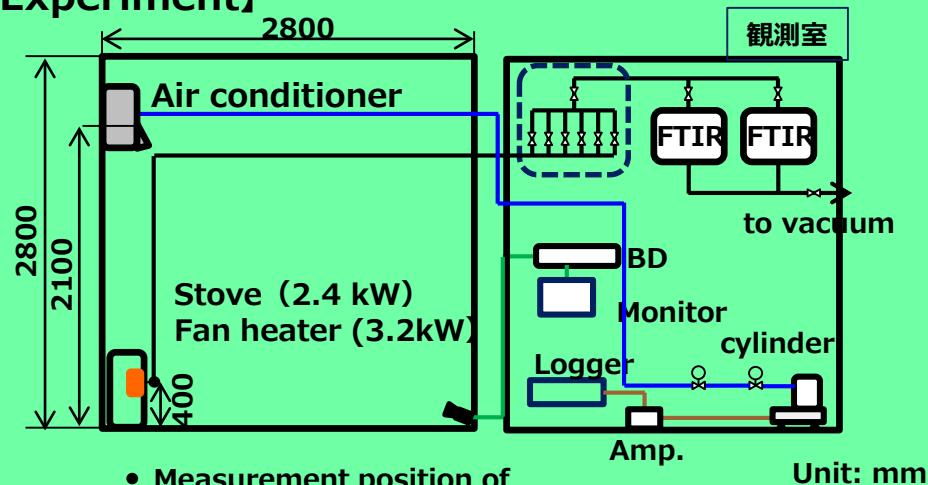 Experiment】
2800
観測室
Air conditioner
FTIR
FTIR
to vacuum
2800
2100
BD
Stove（2.4 kW）
Fan heater (3.2kW）
Monitor
cylinder
Logger
400
Amp.
• Measurement position of
Unit: mm